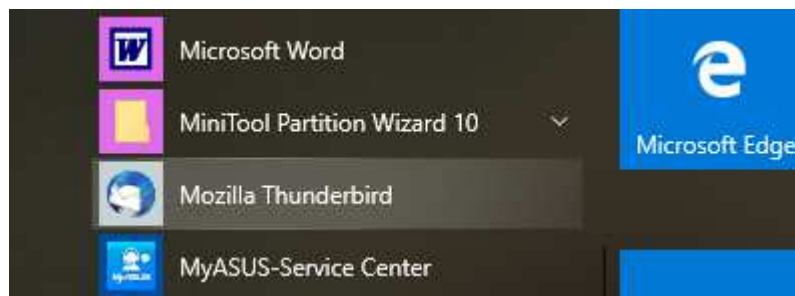 Microsoft Word
MiniTool Partition Wizard 10
Microsoft Edge
Mozilla Thunderbird
MyASUS-Service Center